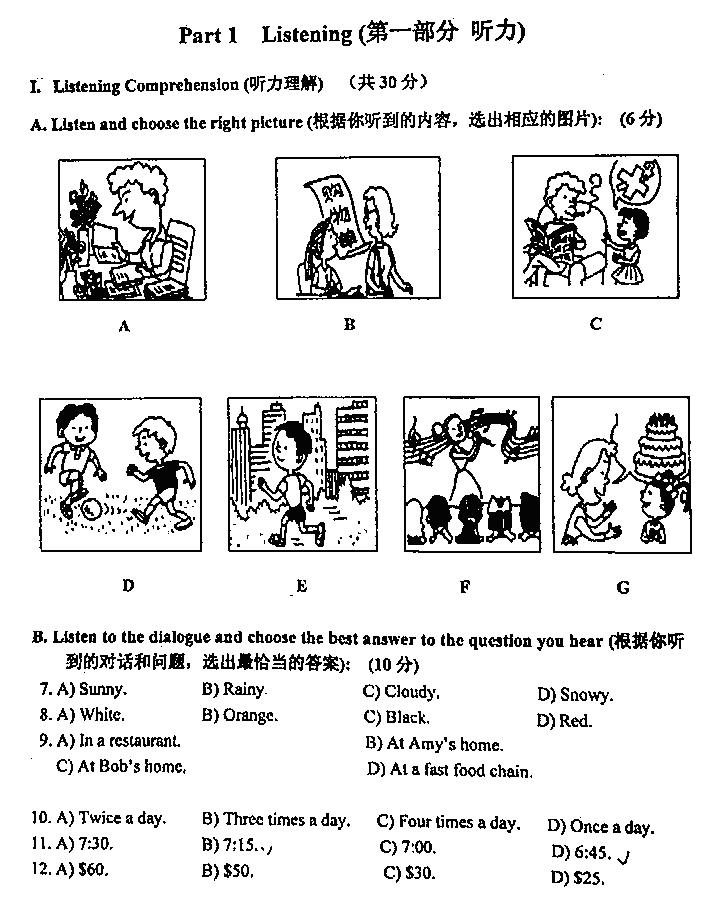 Part 1 Listening (第一部分 听力)
I. Listening Comprehension (听力理解) (共 30 分)
A. Listen and choose the right picture (根据你听到的内容，选出相应的图片): (6 分)
购物单
A B C
D E F G
B. Listen to the dialogue and choose the best answer to the question you hear (根据你听
到的对话和问题，选出最恰当的答案): (10 分)
7. A) Sunny. B) Rainy. C) Cloudy. D) Snowy.
8. A) White. B) Orange. C) Black. D) Red.
9. A) In a restaurant. B) At Amy's home.
C) At Bob's home. D) At a fast food chain.
10. A) Twice a day. B) Three times a day. C) Four times a day. D) Once a day.
11. A) 7:30. B) 7:15. C) 7:00. D) 6:45.
12. A) $60. B) $50. C) $30. D) $25.